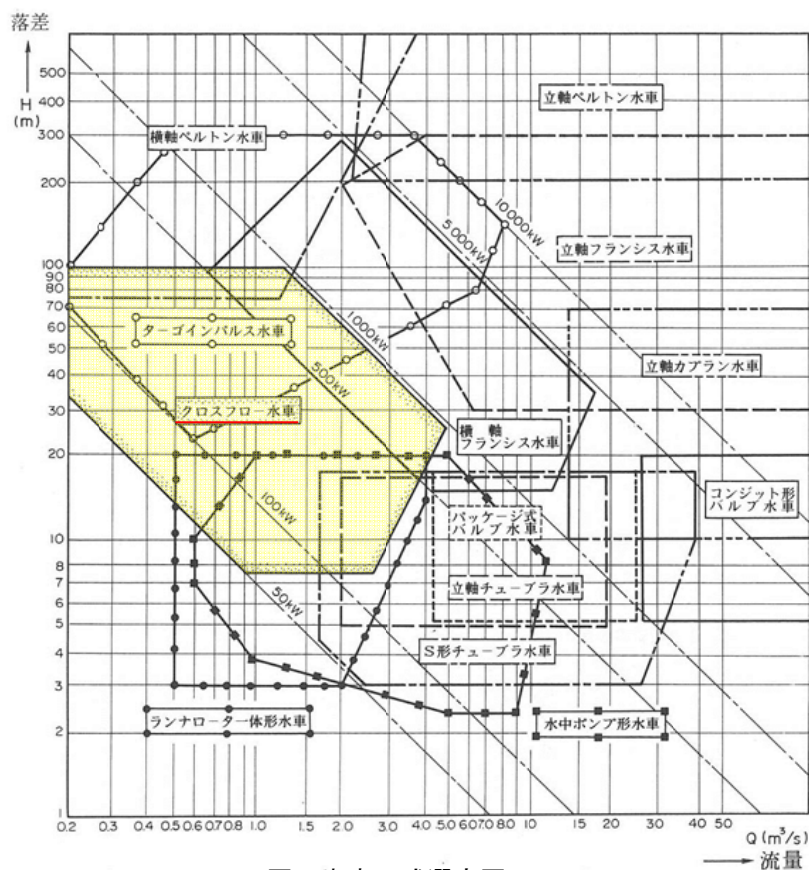 落差
H
(m)
500
400
300
200
100
90
80
70
60
50
40
30
20
10
8
7
6
5
4
3
2
1
横軸ペルトン水車
立軸ペルトン水車
10000kW
5000kW
立軸フランシス水車
ターゴインパルス水車
1000kW
500kW
立軸カプラン水車
クロスフロー水車
横 軸
フランシス水車
100kW
コンジット形
バルブ水車
パッケージ式
バルブ水車
50kW
立軸チューブラ水車
S形チューブラ水車
ランナロータ一体形水車
水中ポンプ形水車
0.2 0.3 0.4 0.5 0.6 0.7 0.8 1.0 2.0 3.0 4.0 5.0 6.0 7.0 8.0 10 15 20 30 40 50
Q (m³/s)
流量